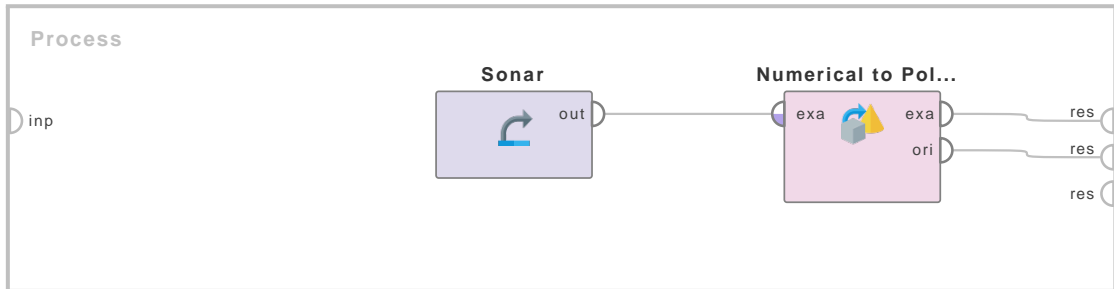 Process
inp
Sonar
out
Numerical to Pol...
exa
exa
ori
res
res
res